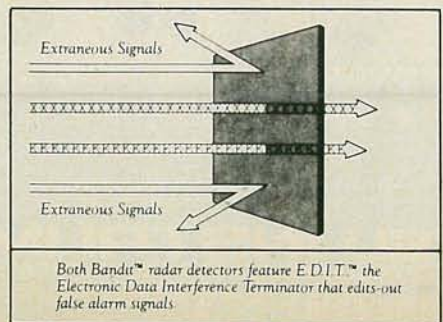 Extraneous Signals
Extraneous Signals
Both Bandit™ radar detectors feature E.D.I.T.™ the
Electronic Data Interference Terminator that edits-out
false alarm signals.